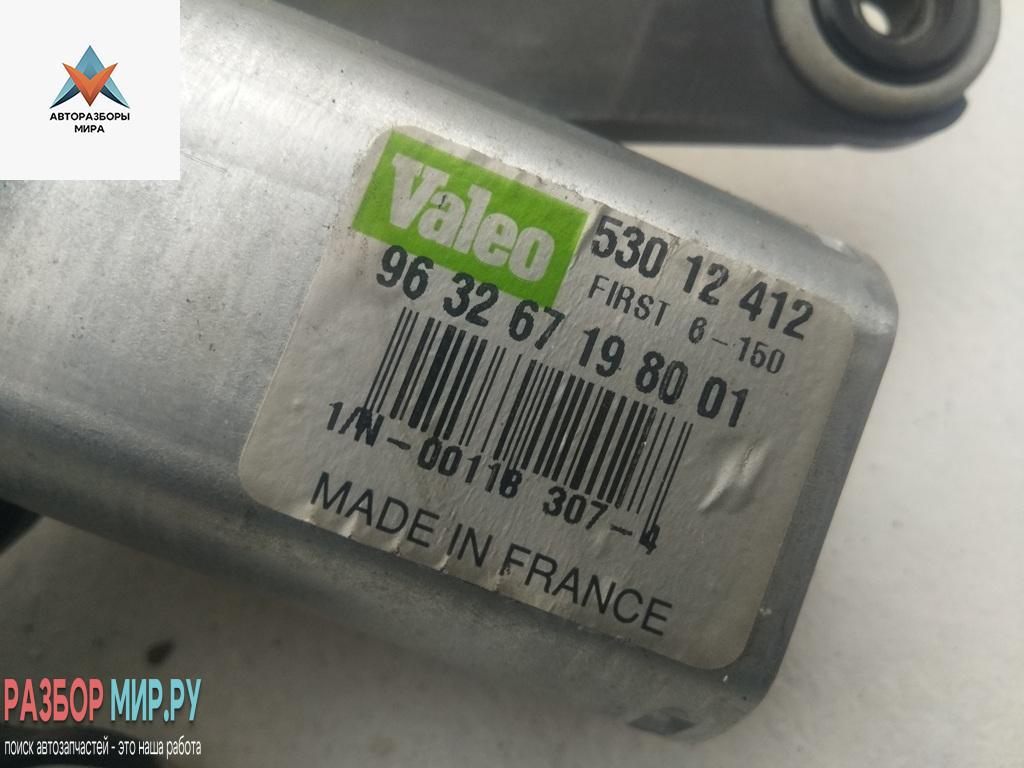 АВТОРАЗБОРЫ
МИРА
Valeo
530 12 412
FIRST 6-150
96 32 67 19 80 01
1/N-00118 307-4
MADE IN FRANCE
РАЗБОР МИР.РУ
поиск автозапчастей - это наша работа